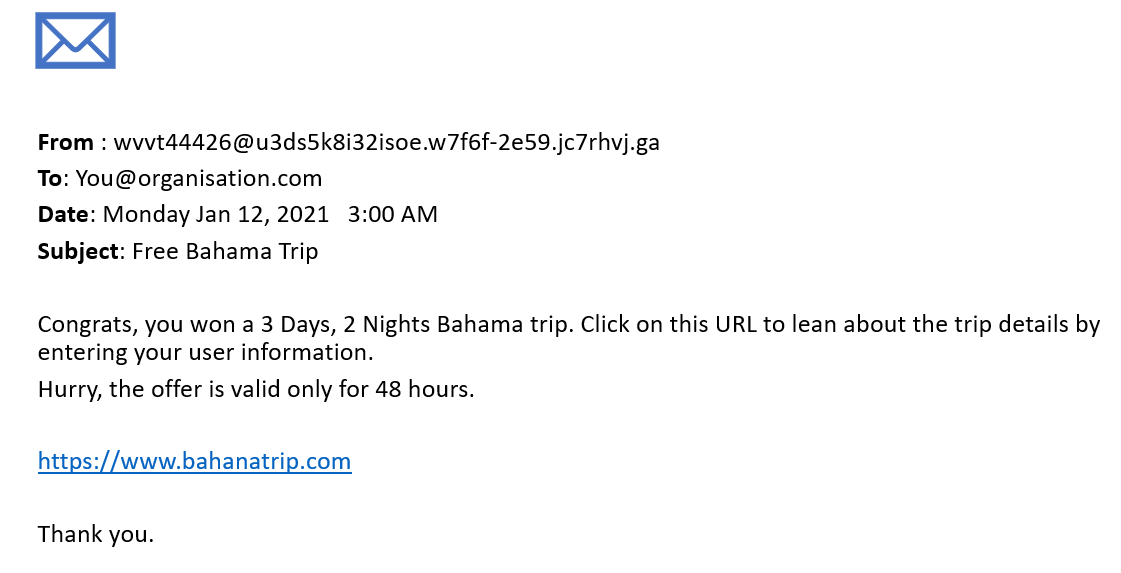 From : wvvt44426@u3ds5k8i32isoe.w7f6f-2e59.jc7rhvj.ga
To: You@organisation.com
Date: Monday Jan 12, 2021   3:00 AM
Subject: Free Bahama Trip
Congrats, you won a 3 Days, 2 Nights Bahama trip. Click on this URL to lean about the trip details by
entering your user information.
Hurry, the offer is valid only for 48 hours.
https://www.bahanatrip.com
Thank you.